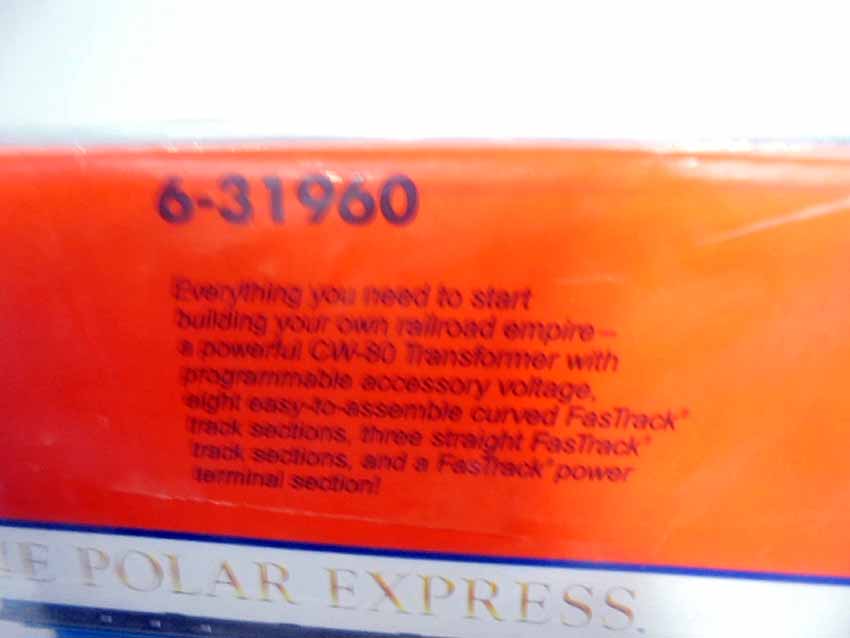 6-31960
Everything you need to start
building your own railroad empire–
a powerful CW-80 Transformer with
programmable accessory voltage,
eight easy-to-assemble curved FasTrack®
track sections, three straight FasTrack®
track sections, and a FasTrack® power
terminal section!
HE POLAR EXPRESS.